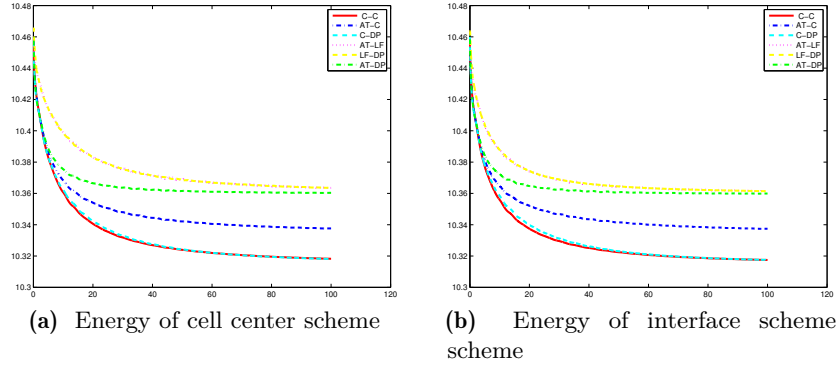 10.48
10.46
10.44
10.42
10.4
10.38
10.36
10.34
10.32
10.3
0 20 40 60 80 100 120
C-C
AT-C
C-DP
AT-LF
LF-DP
AT-DP
(a) Energy of cell center scheme
10.48
10.46
10.44
10.42
10.4
10.38
10.36
10.34
10.32
10.3
0 20 40 60 80 100 120
C-C
AT-C
C-DP
AT-LF
LF-DP
AT-DP
(b) Energy of interface scheme
scheme